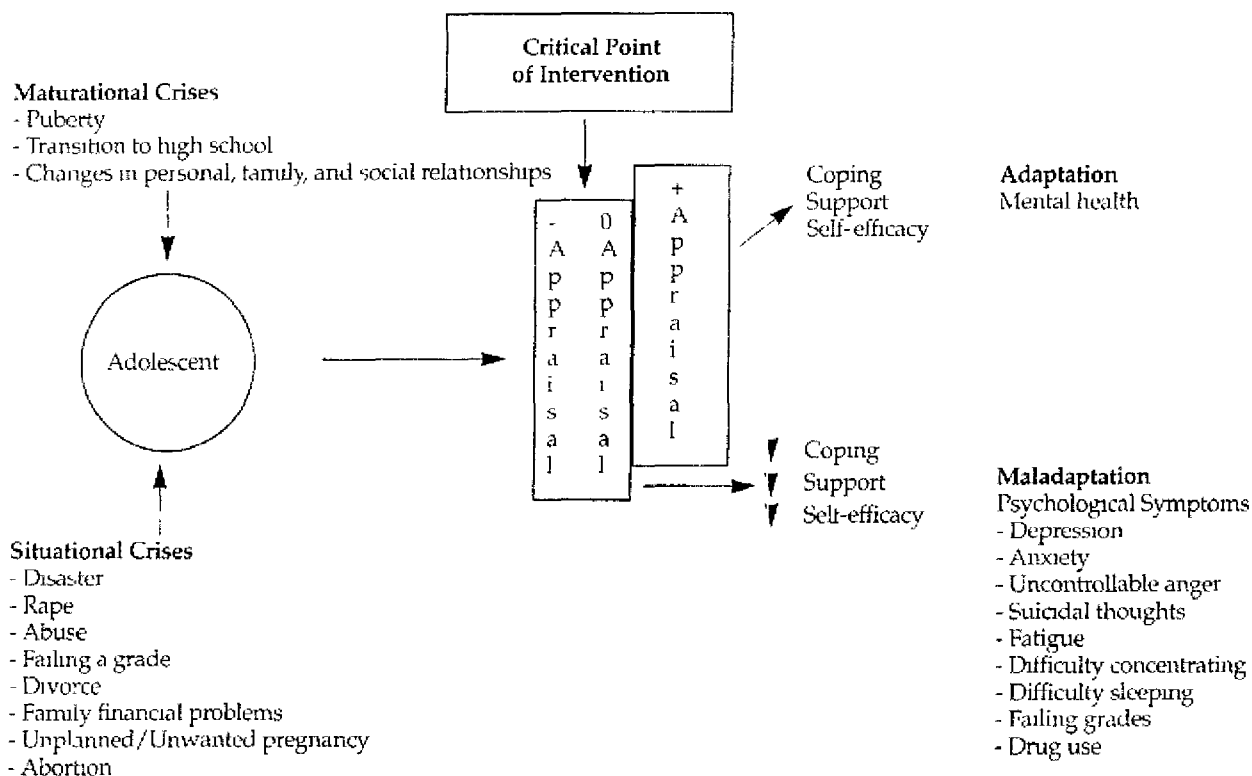 Critical Point
of Intervention
Maturational Crises
- Puberty
- Transition to high school
- Changes in personal, family, and social relationships
Adolescent
Situational Crises
- Disaster
- Rape
- Abuse
- Failing a grade
- Divorce
- Family financial problems
- Unplanned/Unwanted pregnancy
- Abortion
- Appraisal
0 Appraisal
+ Appraisal
Coping
Support
Self-efficacy
Adaptation
Mental health
Coping
Support
Self-efficacy
Maladaptation
Psychological Symptoms
- Depression
- Anxiety
- Uncontrollable anger
- Suicidal thoughts
- Fatigue
- Difficulty concentrating
- Difficulty sleeping
- Failing grades
- Drug use